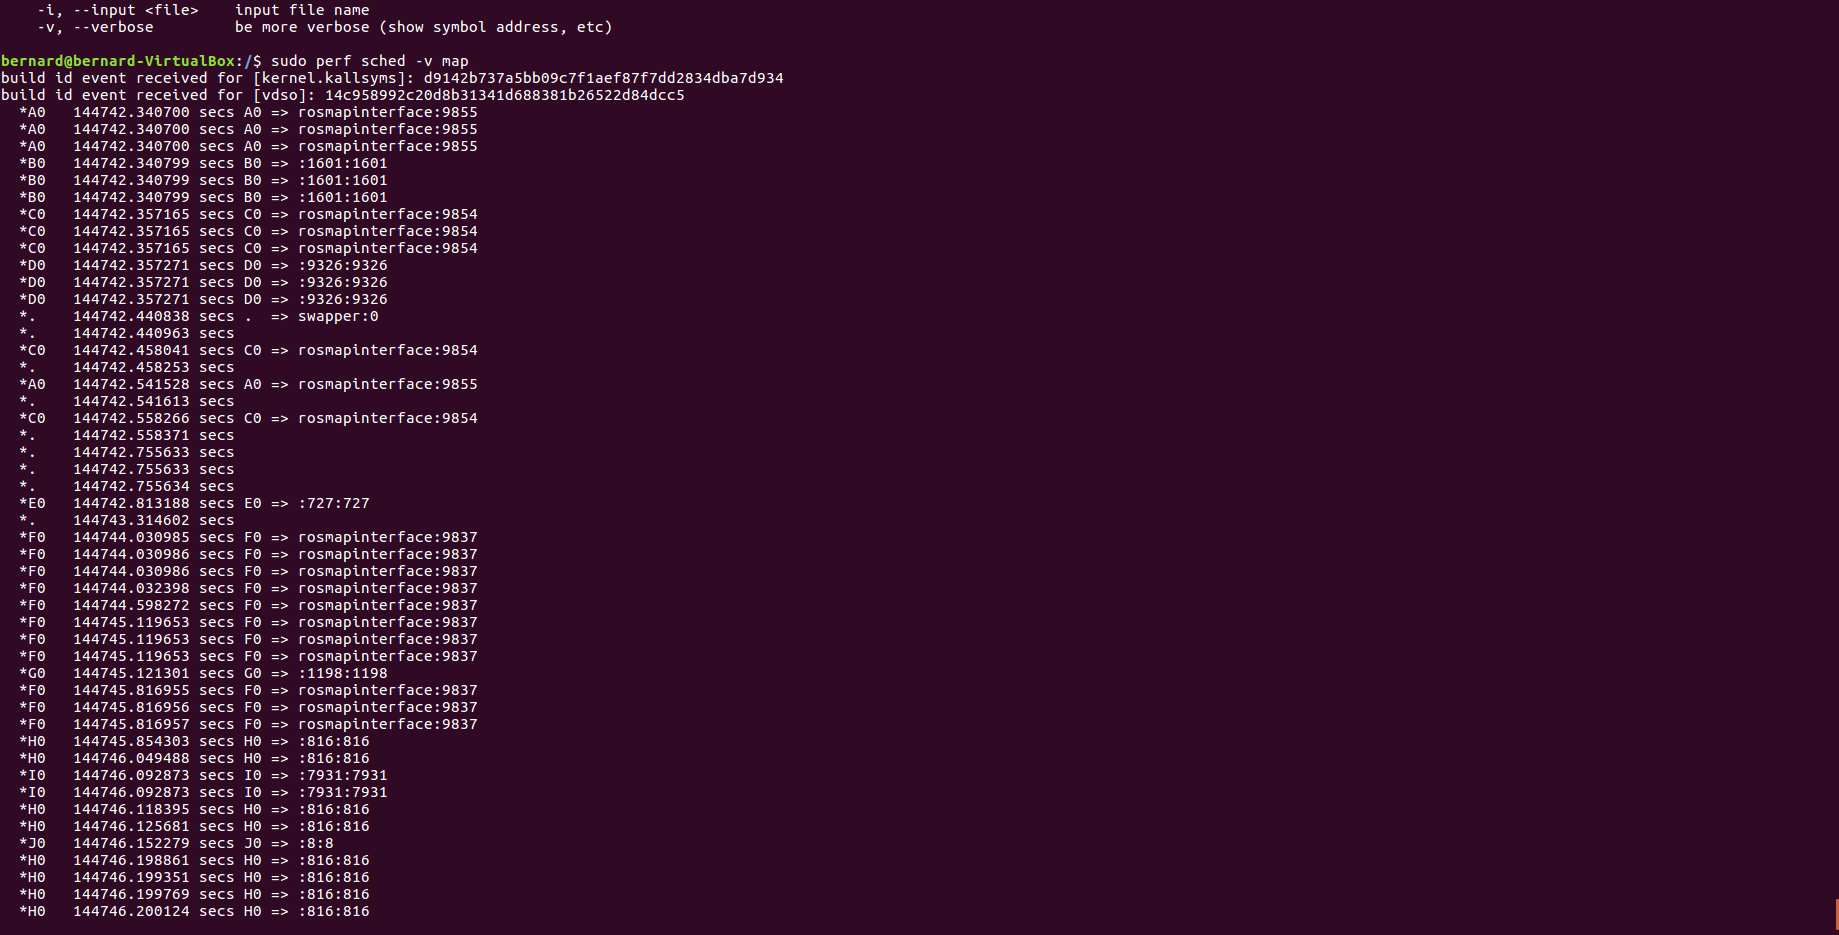 -i, --input <file>    input file name
-v, --verbose         be more verbose (show symbol address, etc)
bernard@bernard-VirtualBox:/$ sudo perf sched -v map
build id event received for [kernel.kallsyms]: d9142b737a5bb09c7f1aef87f7dd2834dba7d934
build id event received for [vdso]: 14c958992c20d8b31341d688381b26522d84dcc5
*A0   144742.340700 secs A0 => rosmapinterface:9855
*A0   144742.340700 secs A0 => rosmapinterface:9855
*A0   144742.340700 secs A0 => rosmapinterface:9855
*B0   144742.340799 secs B0 => :1601:1601
*B0   144742.340799 secs B0 => :1601:1601
*B0   144742.340799 secs B0 => :1601:1601
*C0   144742.357165 secs C0 => rosmapinterface:9854
*C0   144742.357165 secs C0 => rosmapinterface:9854
*C0   144742.357165 secs C0 => rosmapinterface:9854
*D0   144742.357271 secs D0 => :9326:9326
*D0   144742.357271 secs D0 => :9326:9326
*D0   144742.357271 secs D0 => :9326:9326
*.    144742.440838 secs .  => swapper:0
*.    144742.440963 secs
*C0   144742.458041 secs C0 => rosmapinterface:9854
*.    144742.458253 secs
*A0   144742.541528 secs A0 => rosmapinterface:9855
*.    144742.541613 secs
*C0   144742.558266 secs C0 => rosmapinterface:9854
*.    144742.558371 secs
*.    144742.755633 secs
*.    144742.755633 secs
*.    144742.755634 secs
*E0   144742.813188 secs E0 => :727:727
*.    144743.314602 secs
*F0   144744.030985 secs F0 => rosmapinterface:9837
*F0   144744.030986 secs F0 => rosmapinterface:9837
*F0   144744.030986 secs F0 => rosmapinterface:9837
*F0   144744.032398 secs F0 => rosmapinterface:9837
*F0   144744.598272 secs F0 => rosmapinterface:9837
*F0   144745.119653 secs F0 => rosmapinterface:9837
*F0   144745.119653 secs F0 => rosmapinterface:9837
*F0   144745.119653 secs F0 => rosmapinterface:9837
*G0   144745.121301 secs G0 => :1198:1198
*F0   144745.816955 secs F0 => rosmapinterface:9837
*F0   144745.816956 secs F0 => rosmapinterface:9837
*F0   144745.816957 secs F0 => rosmapinterface:9837
*H0   144745.854303 secs H0 => :816:816
*H0   144746.049488 secs H0 => :816:816
*I0   144746.092873 secs I0 => :7931:7931
*I0   144746.092873 secs I0 => :7931:7931
*H0   144746.118395 secs H0 => :816:816
*H0   144746.125681 secs H0 => :816:816
*J0   144746.152279 secs J0 => :8:8
*H0   144746.198861 secs H0 => :816:816
*H0   144746.199351 secs H0 => :816:816
*H0   144746.199769 secs H0 => :816:816
*H0   144746.200124 secs H0 => :816:816